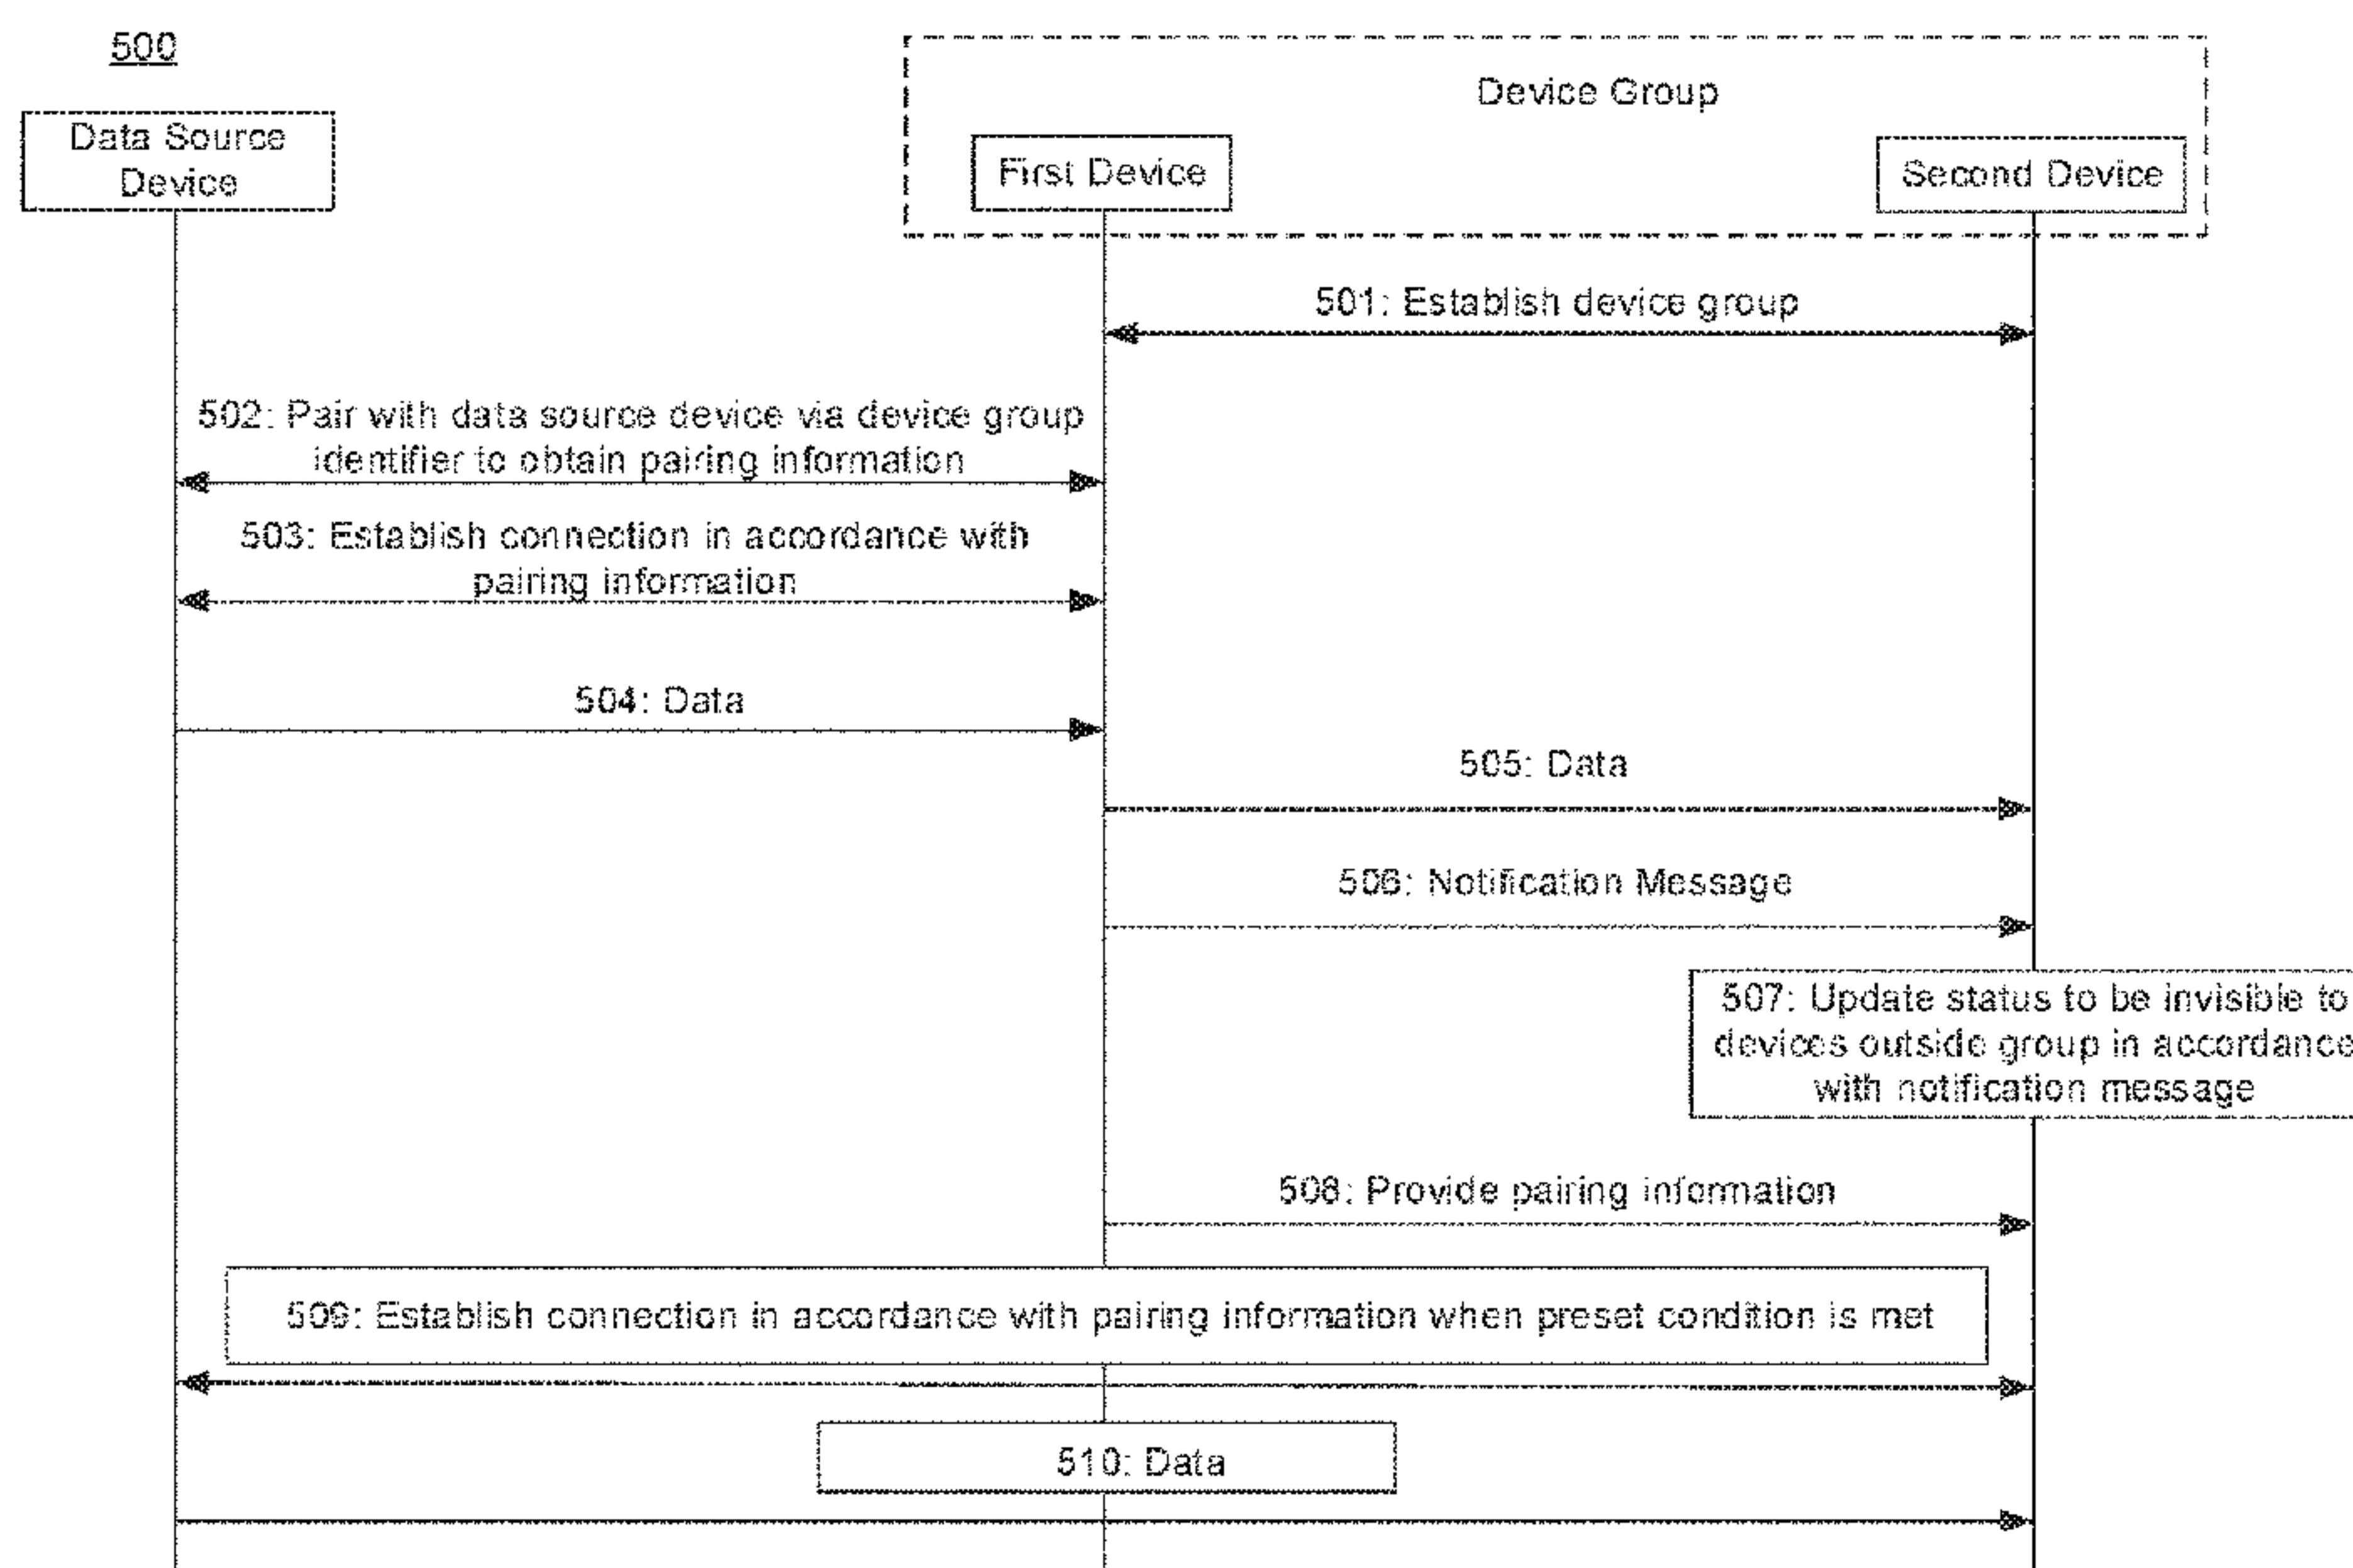 500
Device Group
Data Source
Device
First Device
Second Device
501: Establish device group
502: Pair with data source device via device group
identifier to obtain pairing information
503: Establish connection in accordance with
pairing information
504: Data
505: Data
506: Notification Message
507: Update status to be invisible to
devices outside group in accordance
with notification message
508: Provide pairing information
509: Establish connection in accordance with pairing information when preset condition is met
510: Data